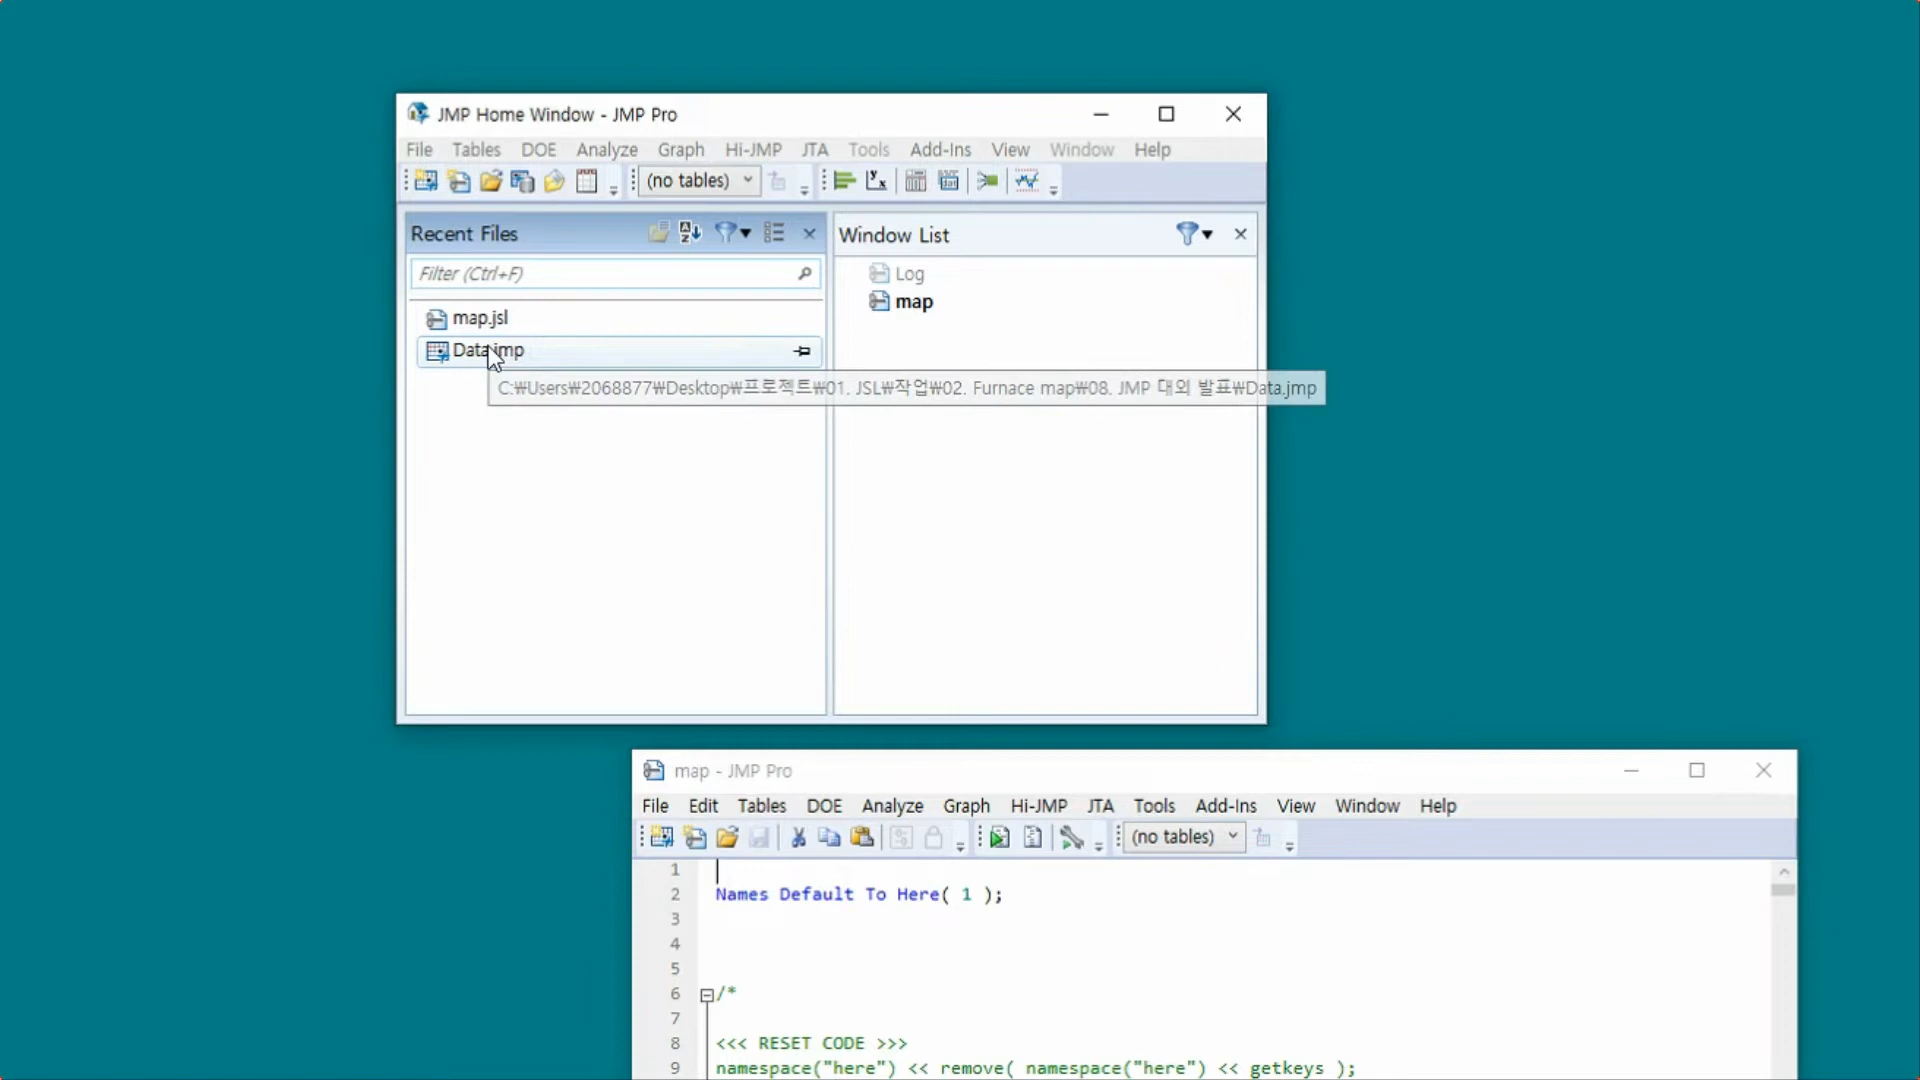 JMP Home Window - JMP Pro
File Tables DOE Analyze Graph Hi-JMP JTA Tools Add-Ins View Window Help
(no tables)
Recent Files
Filter (Ctrl+F)
map.jsl
Data.jmp
C:₩Users₩2068877₩Desktop₩프로젝트₩01. JSL₩작업₩02. Furnace map₩08. JMP 대외 발표₩Data.jmp
Window List
Log
map
map - JMP Pro
File Edit Tables DOE Analyze Graph Hi-JMP JTA Tools Add-Ins View Window Help
(no tables)
1
2 Names Default To Here( 1 );
3
4
5
6 /*
7
8 <<< RESET CODE >>>
9 namespace("here") << remove( namespace("here") << getkeys );